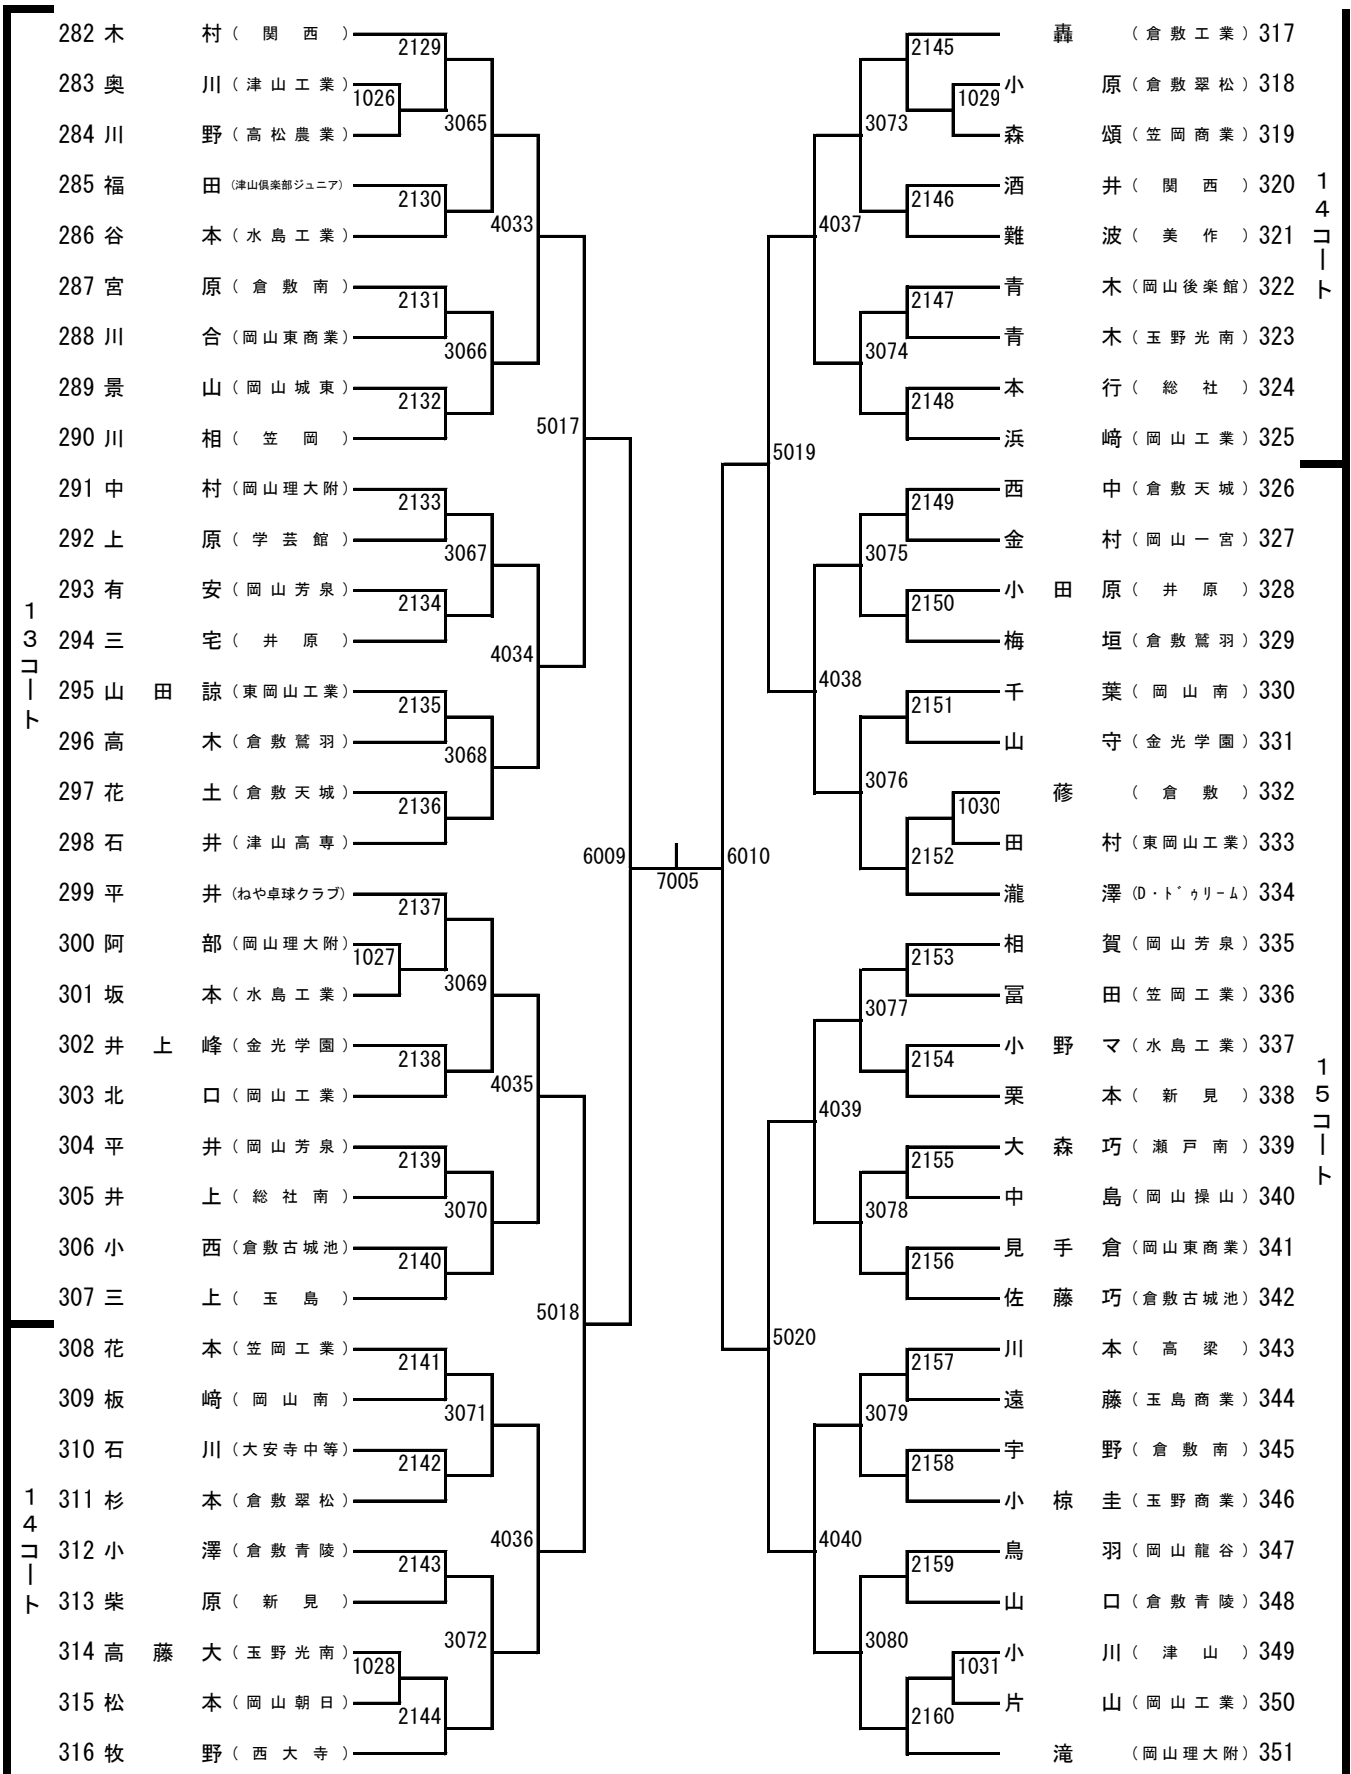 282 木村 (関西)
2129
283 奥川 (津山工業)
1026
3065
284 川野 (高松農業)
285 福田 (津山倶楽部ジュニア)
2130
4033
286 谷本 (水島工業)
287 宮原 (倉敷南)
2131
288 川合 (岡山東商業)
3066
289 景山 (岡山城東)
2132
5017
290 川相 (笠岡)
291 中村 (岡山理大附)
2133
292 上原 (学芸館)
3067
293 有安 (岡山芳泉)
2134
294 三宅 (井原)
4034
295 山田諒 (東岡山工業)
2135
296 高木 (倉敷鷲羽)
3068
297 花土 (倉敷天城)
2136
298 石井 (津山高専)
6009
299 平井 (ねや卓球クラブ)
2137
300 阿部 (岡山理大附)
1027
3069
301 坂本 (水島工業)
302 井上峰 (金光学園)
2138
4035
303 北口 (岡山工業)
304 平井 (岡山芳泉)
2139
305 井上 (総社南)
3070
306 小西 (倉敷古城池)
2140
307 三上 (玉島)
5018
308 花本 (笠岡工業)
2141
309 板﨑 (岡山南)
3071
310 石川 (大安寺中等)
2142
311 杉本 (倉敷翠松)
4036
312 小澤 (倉敷青陵)
2143
313 柴原 (新見)
3072
314 高藤大 (玉野光南)
1028
315 松本 (岡山朝日)
2144
316 牧野 (西大寺)
13コート
14コート
7005
轟 (倉敷工業) 317
2145
小原 (倉敷翠松) 318
1029
3073
森頌 (笠岡商業) 319
酒井 (関西) 320
2146
4037
難波 (美作) 321
青木 (岡山後楽館) 322
2147
青木 (玉野光南) 323
3074
本行 (総社) 324
2148
浜﨑 (岡山工業) 325
5019
西中 (倉敷天城) 326
2149
金村 (岡山一宮) 327
3075
小田原 (井原) 328
2150
梅垣 (倉敷鷲羽) 329
4038
千葉 (岡山南) 330
2151
山守 (金光学園) 331
3076
蓚 (倉敷) 332
1030
田村 (東岡山工業) 333
2152
6010
瀧澤 (D・ドゥリーム) 334
相賀 (岡山芳泉) 335
2153
冨田 (笠岡工業) 336
3077
小野マ (水島工業) 337
2154
栗本 (新見) 338
4039
大森巧 (瀬戸南) 339
2155
中島 (岡山操山) 340
3078
見手倉 (岡山東商業) 341
2156
佐藤巧 (倉敷古城池) 342
5020
川本 (高梁) 343
2157
遠藤 (玉島商業) 344
3079
宇野 (倉敷南) 345
2158
小椋圭 (玉野商業) 346
4040
鳥羽 (岡山龍谷) 347
2159
山口 (倉敷青陵) 348
3080
小川 (津山) 349
1031
片山 (岡山工業) 350
2160
滝 (岡山理大附) 351
14コート
15コート